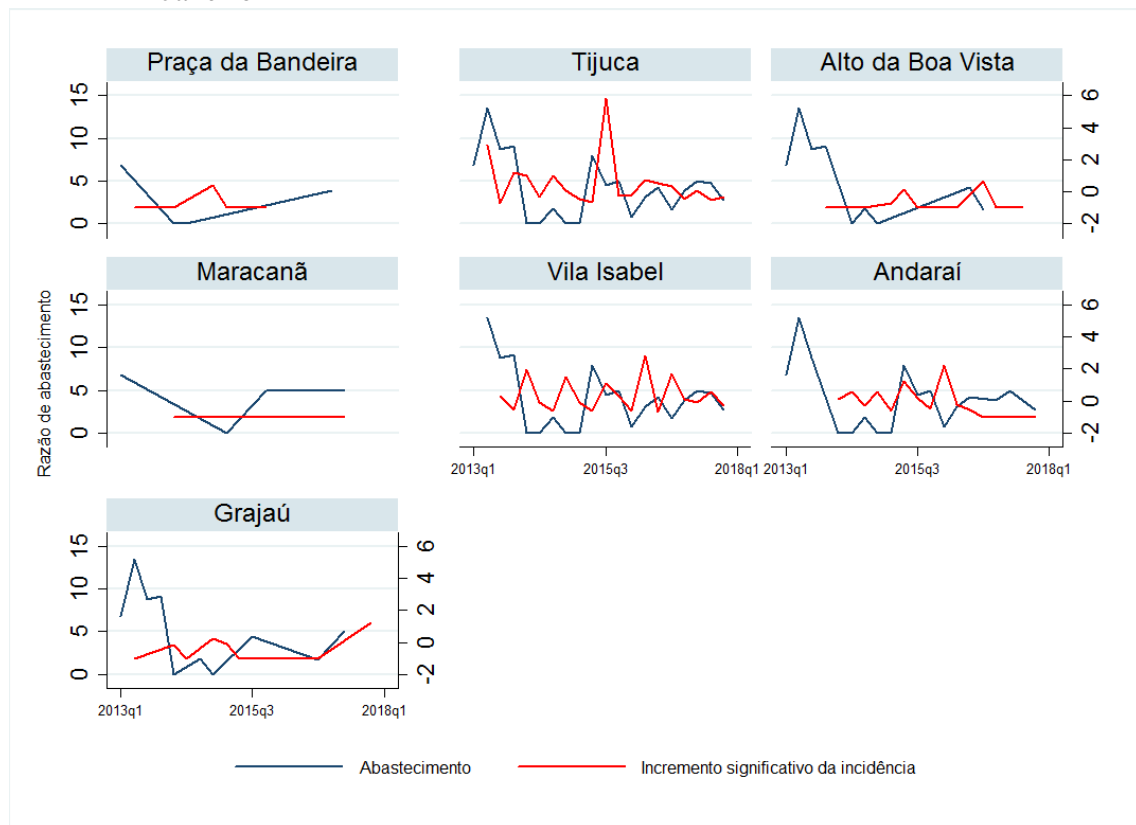 Praça da Bandeira
Tijuca
Alto da Boa Vista
15
10
5
0
6
4
2
0
-2
Maracanã
Vila Isabel
Andaraí
Razão de abastecimento
15
10
5
0
6
4
2
0
-2
2013q1
2015q3
2018q1
2013q1
2015q3
2018q1
Grajaú
15
10
5
0
6
4
2
0
-2
2013q1
2015q3
2018q1
Abastecimento
Incremento significativo da incidência